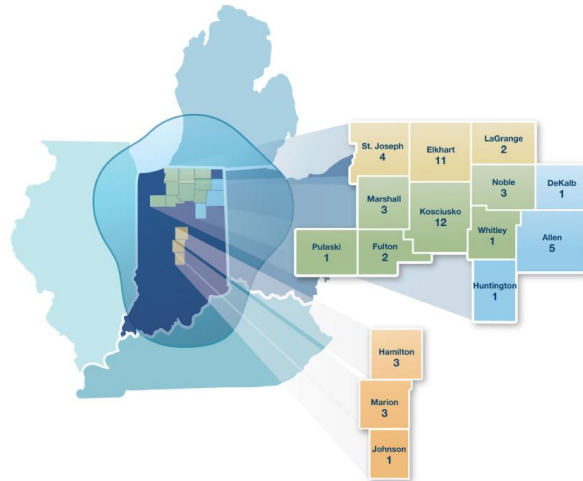 St. Joseph
4
Elkhart
11
LaGrange
2
Marshall
3
Kosciusko
12
Noble
3
DeKalb
1
Pulaski
1
Fulton
2
Whitley
1
Allen
5
Huntington
1
Hamilton
3
Marion
3
Johnson
1